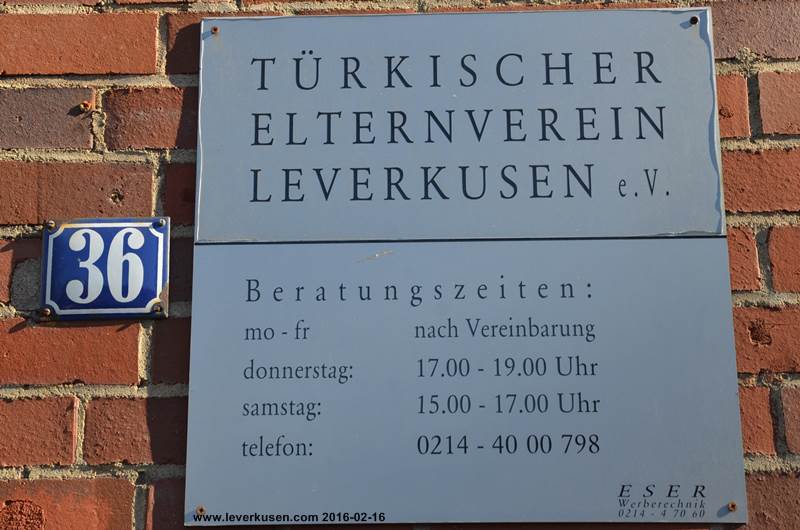 TÜRKISCHER
ELTERNVEREIN
LEVERKUSEN e.V.
36
Beratungszeiten:
mo - fr nach Vereinbarung
donnerstag: 17.00 - 19.00 Uhr
samstag: 15.00 - 17.00 Uhr
telefon: 0214 - 40 00 798
ESER
Werbetechnik
0214 - 4 70 60
www.leverkusen.com 2016-02-16